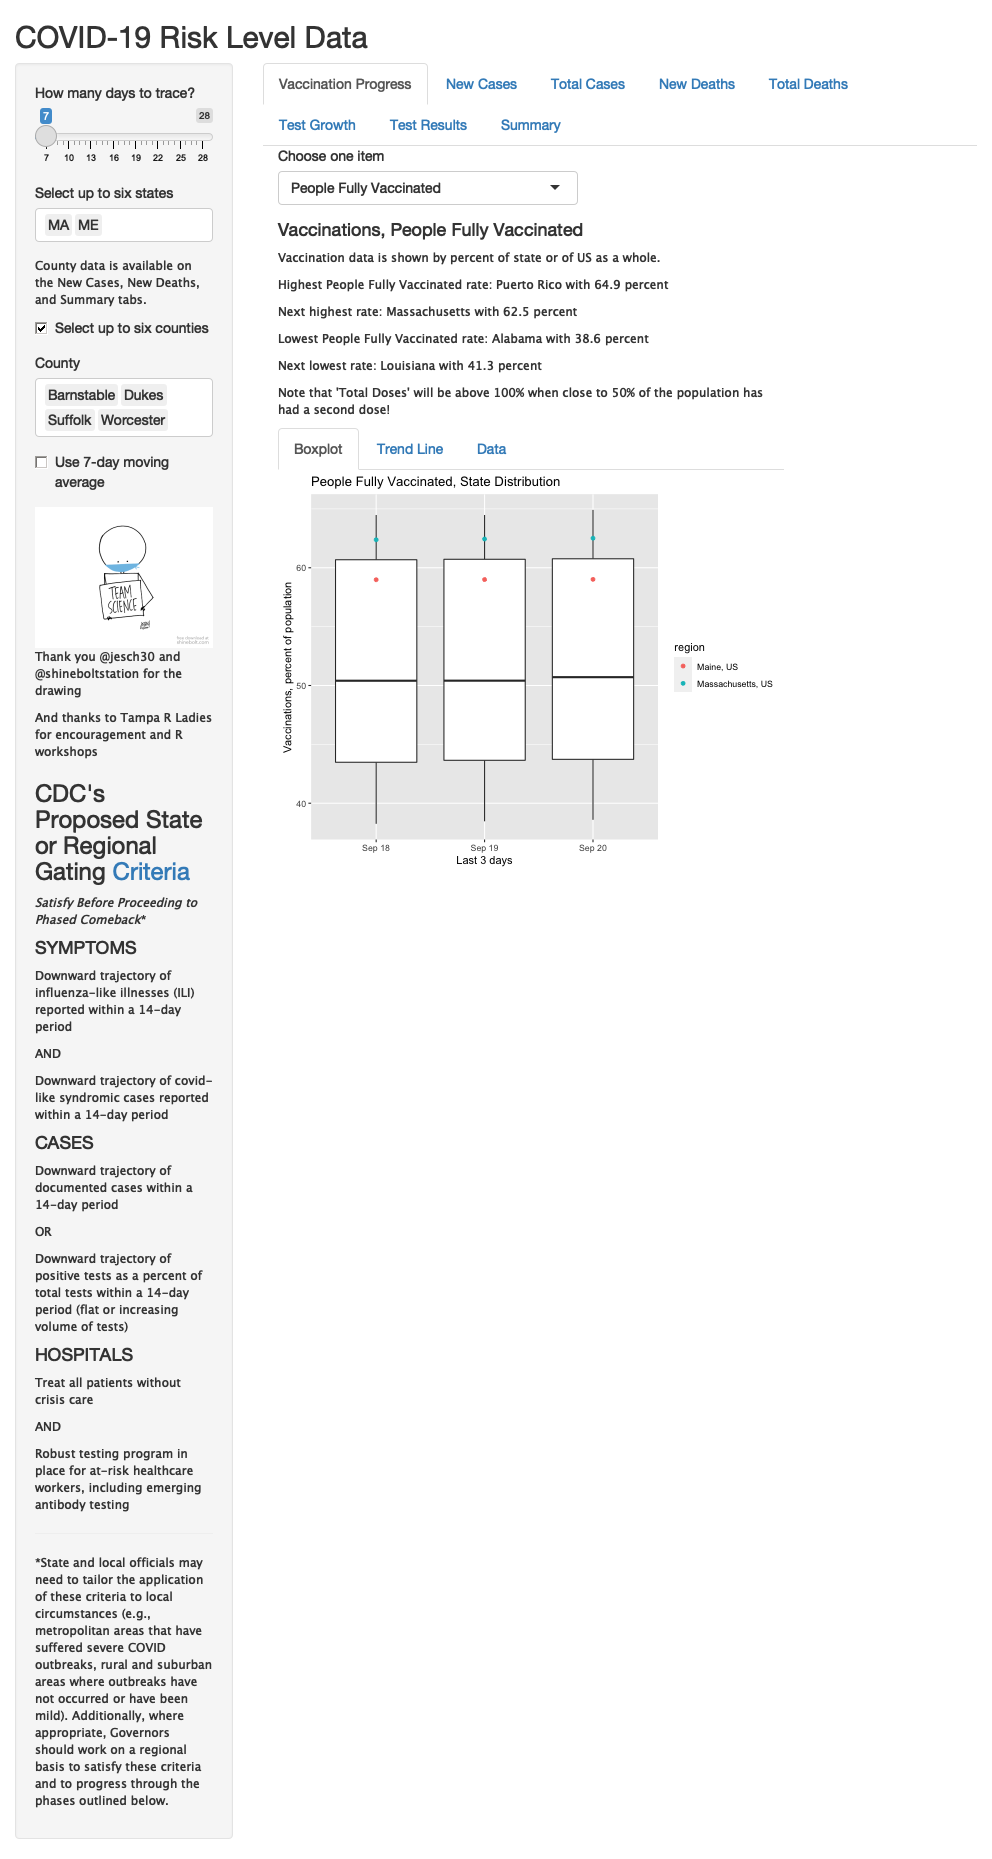 COVID-19 Risk Level Data
How many days to trace?
7
28
7 10 13 16 19 22 25 28
Select up to six states
MA ME
County data is available on
the New Cases, New Deaths,
and Summary tabs.
Select up to six counties
County
Barnstable Dukes
Suffolk Worcester
Use 7-day moving
average
TEAM
SCIENCE
Thank you @jesch30 and
@shineboltstation for the
drawing
And thanks to Tampa R Ladies
for encouragement and R
workshops
CDC's
Proposed State
or Regional
Gating Criteria
Satisfy Before Proceeding to
Phased Comeback*
SYMPTOMS
Downward trajectory of
influenza-like illnesses (ILI)
reported within a 14-day
period
AND
Downward trajectory of covid-
like syndromic cases reported
within a 14-day period
CASES
Downward trajectory of
documented cases within a
14-day period
OR
Downward trajectory of
positive tests as a percent of
total tests within a 14-day
period (flat or increasing
volume of tests)
HOSPITALS
Treat all patients without
crisis care
AND
Robust testing program in
place for at-risk healthcare
workers, including emerging
antibody testing
*State and local officials may
need to tailor the application
of these criteria to local
circumstances (e.g.,
metropolitan areas that have
suffered severe COVID
outbreaks, rural and suburban
areas where outbreaks have
not occurred or have been
mild). Additionally, where
appropriate, Governors
should work on a regional
basis to satisfy these criteria
and to progress through the
phases outlined below.
Vaccination Progress New Cases Total Cases New Deaths Total Deaths
Test Growth Test Results Summary
Choose one item
People Fully Vaccinated
Vaccinations, People Fully Vaccinated
Vaccination data is shown by percent of state or of US as a whole.
Highest People Fully Vaccinated rate: Puerto Rico with 64.9 percent
Next highest rate: Massachusetts with 62.5 percent
Lowest People Fully Vaccinated rate: Alabama with 38.6 percent
Next lowest rate: Louisiana with 41.3 percent
Note that 'Total Doses' will be above 100% when close to 50% of the population has
had a second dose!
Boxplot Trend Line Data
People Fully Vaccinated, State Distribution
Vaccinations, percent of population
60
50
40
Sep 18 Sep 19 Sep 20
Last 3 days
region
Maine, US
Massachusetts, US